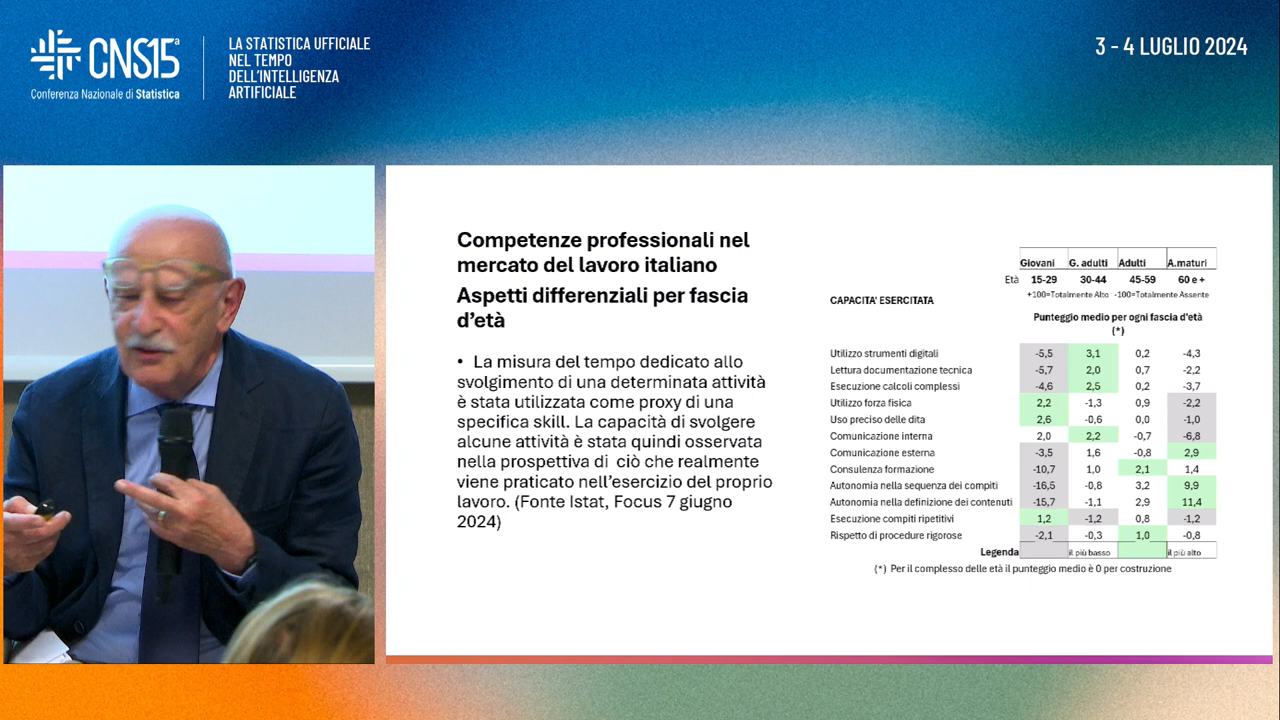 CNS15ª
Conferenza Nazionale di Statistica
LA STATISTICA UFFICIALE
NEL TEMPO
DELL'INTELLIGENZA
ARTIFICIALE
3 - 4 LUGLIO 2024
Competenze professionali nel
mercato del lavoro italiano
Aspetti differenziali per fascia
d'età
• La misura del tempo dedicato allo
svolgimento di una determinata attività
è stata utilizzata come proxy di una
specifica skill. La capacità di svolgere
alcune attività è stata quindi osservata
nella prospettiva di ciò che realmente
viene praticato nell'esercizio del proprio
lavoro. (Fonte Istat, Focus 7 giugno
2024)
Giovani G. adulti Adulti A.maturi
Età 15-29 30-44 45-59 60 e +
+100=Totalmente Alto -100=Totalmente Assente
CAPACITA' ESERCITATA
Punteggio medio per ogni fascia d'età
(*)
Utilizzo strumenti digitali -5,5 3,1 0,2 -4,3
Lettura documentazione tecnica -5,7 2,0 0,7 -2,2
Esecuzione calcoli complessi -4,6 2,5 0,2 -3,7
Utilizzo forza fisica 2,2 -1,3 0,9 -2,2
Uso preciso delle dita 2,6 -0,6 0,0 -1,0
Comunicazione interna 2,0 2,2 -0,7 -6,8
Comunicazione esterna -3,5 1,6 -0,8 2,9
Consulenza formazione -10,7 1,0 2,1 1,4
Autonomia nella sequenza dei compiti -16,5 -0,8 3,2 9,9
Autonomia nella definizione dei contenuti -15,7 -1,1 2,9 11,4
Esecuzione compiti ripetitivi 1,2 -1,2 0,8 -1,2
Rispetto di procedure rigorose -2,1 -0,3 1,0 -0,8
Legenda il più basso il più alto
(*) Per il complesso delle età il punteggio medio è 0 per costruzione